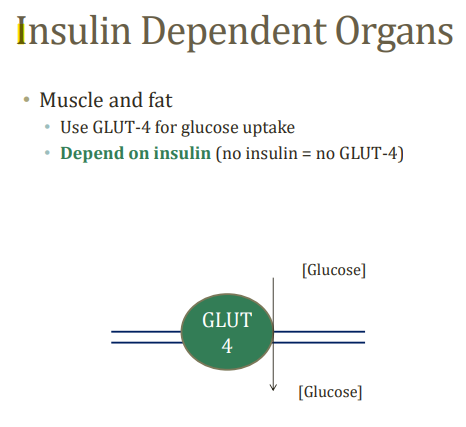 Insulin Dependent Organs
• Muscle and fat
• Use GLUT-4 for glucose uptake
• Depend on insulin (no insulin = no GLUT-4)
[Glucose]
GLUT
4
[Glucose]